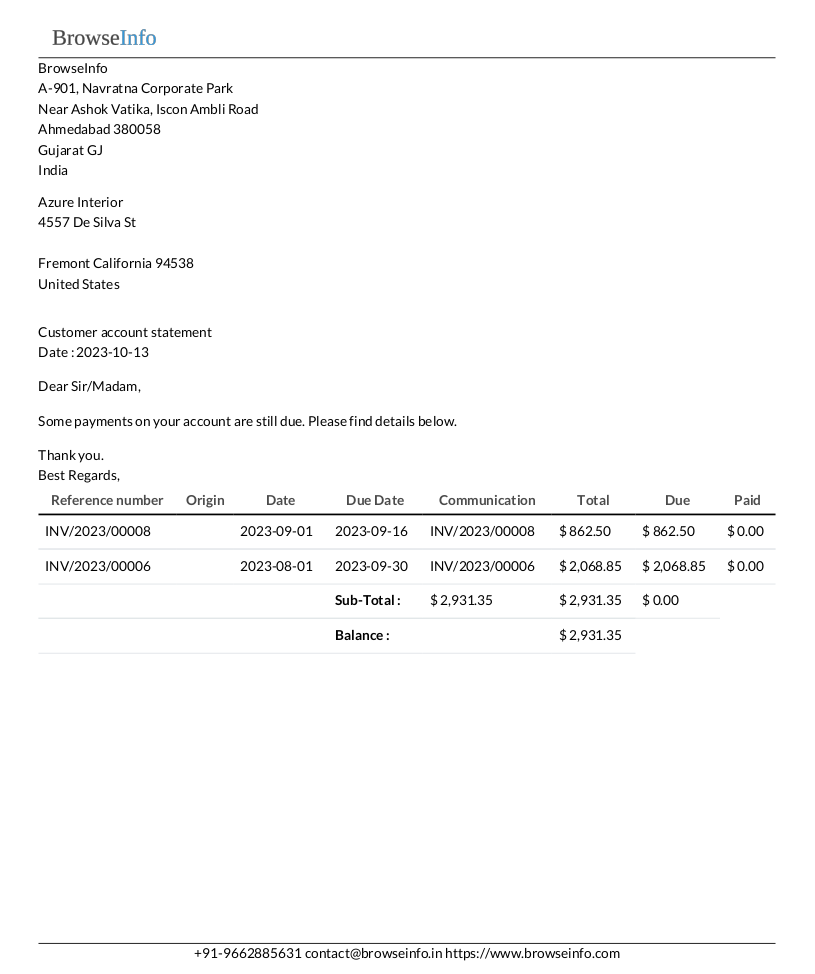 BrowseInfo
BrowseInfo
A-901, Navratna Corporate Park
Near Ashok Vatika, Iscon Ambli Road
Ahmedabad 380058
Gujarat GJ
India
Azure Interior
4557 De Silva St
Fremont California 94538
United States
Customer account statement
Date : 2023-10-13
Dear Sir/Madam,
Some payments on your account are still due. Please find details below.
Thank you.
Best Regards,
Reference number Origin Date Due Date Communication Total Due Paid
INV/2023/00008 2023-09-01 2023-09-16 INV/2023/00008 $ 862.50 $ 862.50 $ 0.00
INV/2023/00006 2023-08-01 2023-09-30 INV/2023/00006 $ 2,068.85 $ 2,068.85 $ 0.00
Sub-Total : $ 2,931.35 $ 2,931.35 $ 0.00
Balance : $ 2,931.35
+91-9662885631 contact@browseinfo.in https://www.browseinfo.com